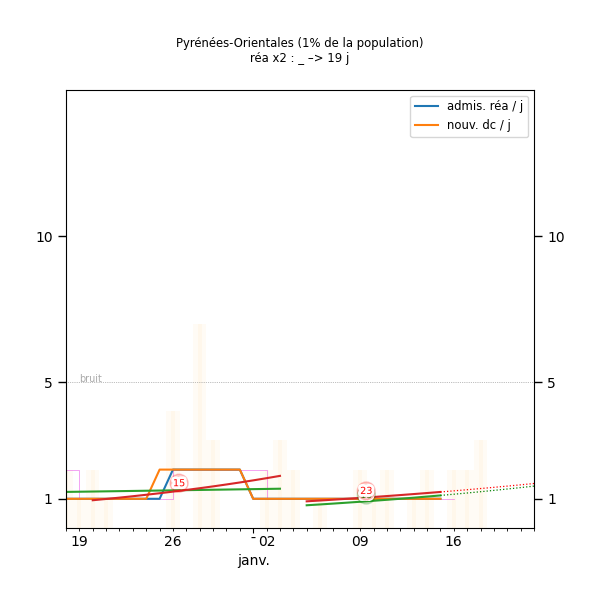 Pyrénées-Orientales (1% de la population)
réa x2 : _ –> 19 j
admis. réa / j
nouv. dc / j
10
10
bruit
5
5
15
23
1
1
19
26
02
09
16
janv.